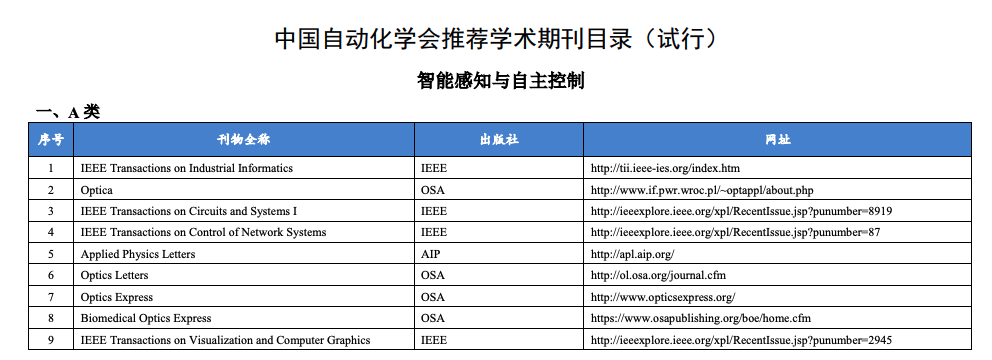 中国自动化学会推荐学术期刊目录（试行）
智能感知与自主控制
一、A 类
序号 刊物全称 出版社 网址
1 IEEE Transactions on Industrial Informatics IEEE http://tii.ieee-ies.org/index.htm
2 Optica OSA http://www.if.pwr.wroc.pl/~optappl/about.php
3 IEEE Transactions on Circuits and Systems I IEEE http://ieeexplore.ieee.org/xpl/RecentIssue.jsp?punumber=8919
4 IEEE Transactions on Control of Network Systems IEEE http://ieeexplore.ieee.org/xpl/RecentIssue.jsp?punumber=87
5 Applied Physics Letters AIP http://apl.aip.org/
6 Optics Letters OSA http://ol.osa.org/journal.cfm
7 Optics Express OSA http://www.opticsexpress.org/
8 Biomedical Optics Express OSA https://www.osapublishing.org/boe/home.cfm
9 IEEE Transactions on Visualization and Computer Graphics IEEE http://ieeexplore.ieee.org/xpl/RecentIssue.jsp?punumber=2945